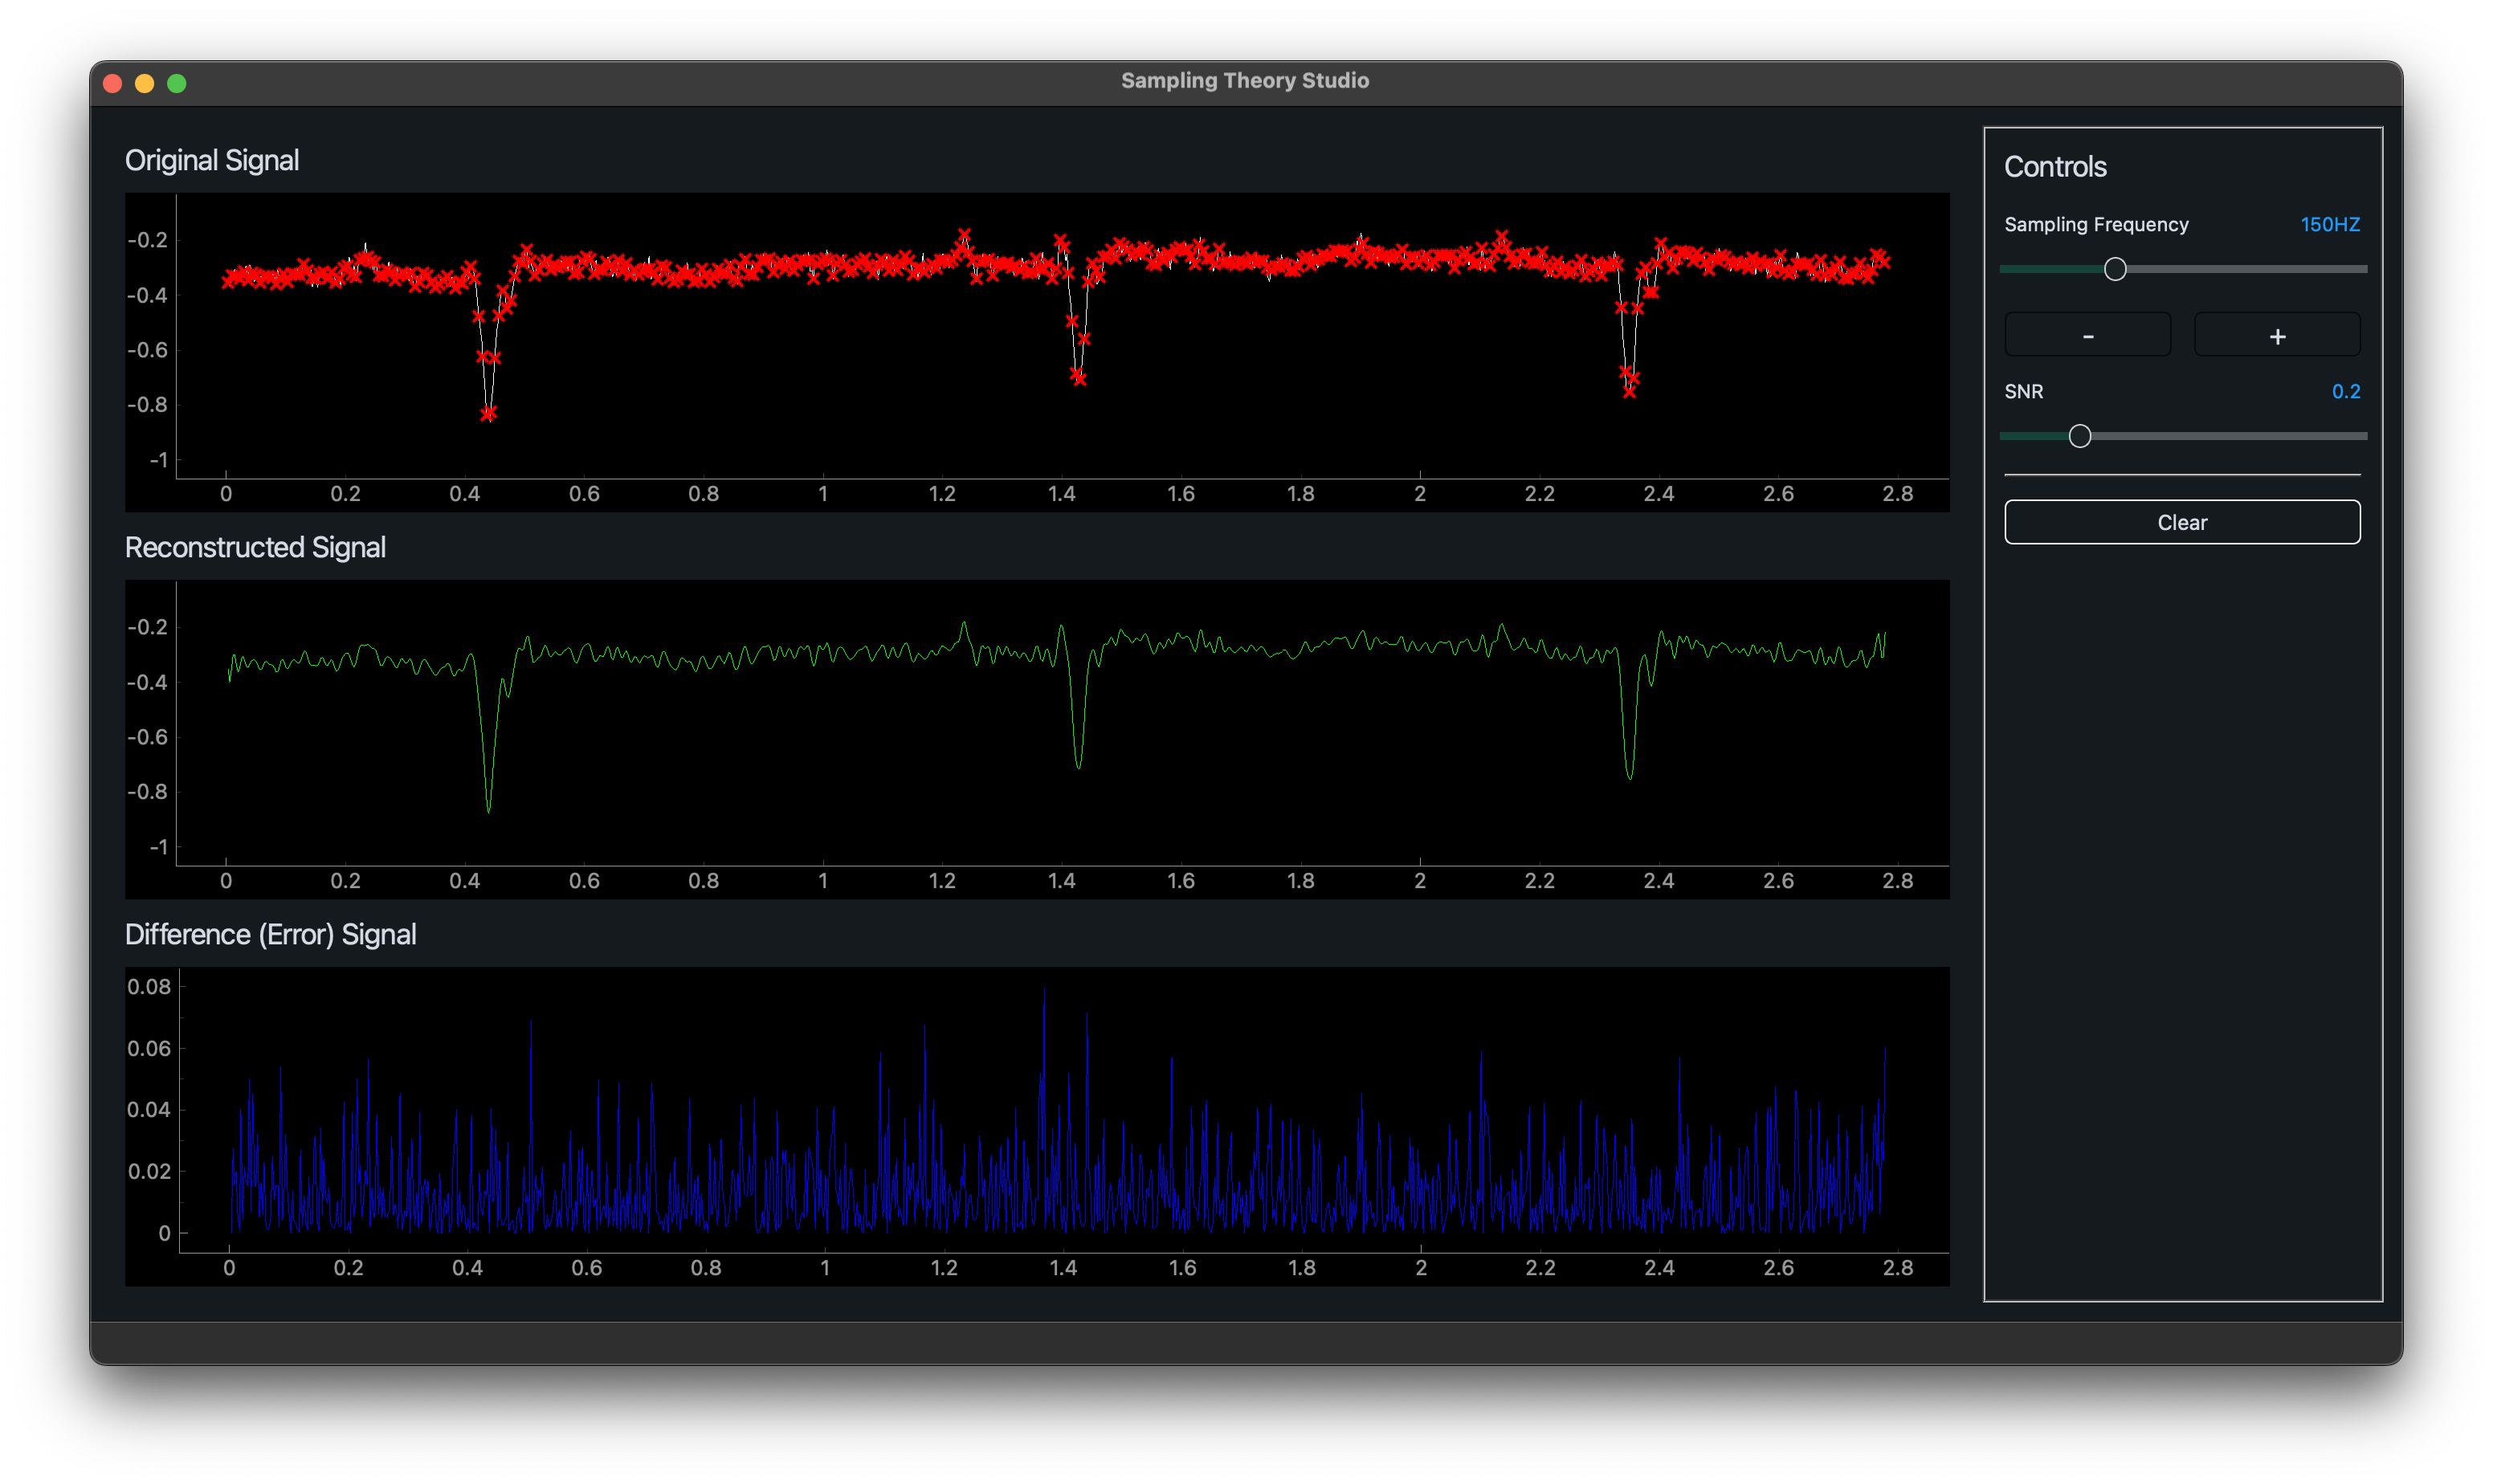 Sampling Theory Studio
Original Signal
-0.2
-0.4
-0.6
-0.8
-1
0 0.2 0.4 0.6 0.8 1 1.2 1.4 1.6 1.8 2 2.2 2.4 2.6 2.8
Reconstructed Signal
-0.2
-0.4
-0.6
-0.8
-1
0 0.2 0.4 0.6 0.8 1 1.2 1.4 1.6 1.8 2 2.2 2.4 2.6 2.8
Difference (Error) Signal
0.08
0.06
0.04
0.02
0
0 0.2 0.4 0.6 0.8 1 1.2 1.4 1.6 1.8 2 2.2 2.4 2.6 2.8
Controls
Sampling Frequency 150HZ
- +
SNR 0.2
Clear